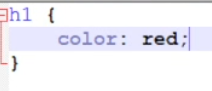 h1 {
    color: red;
}